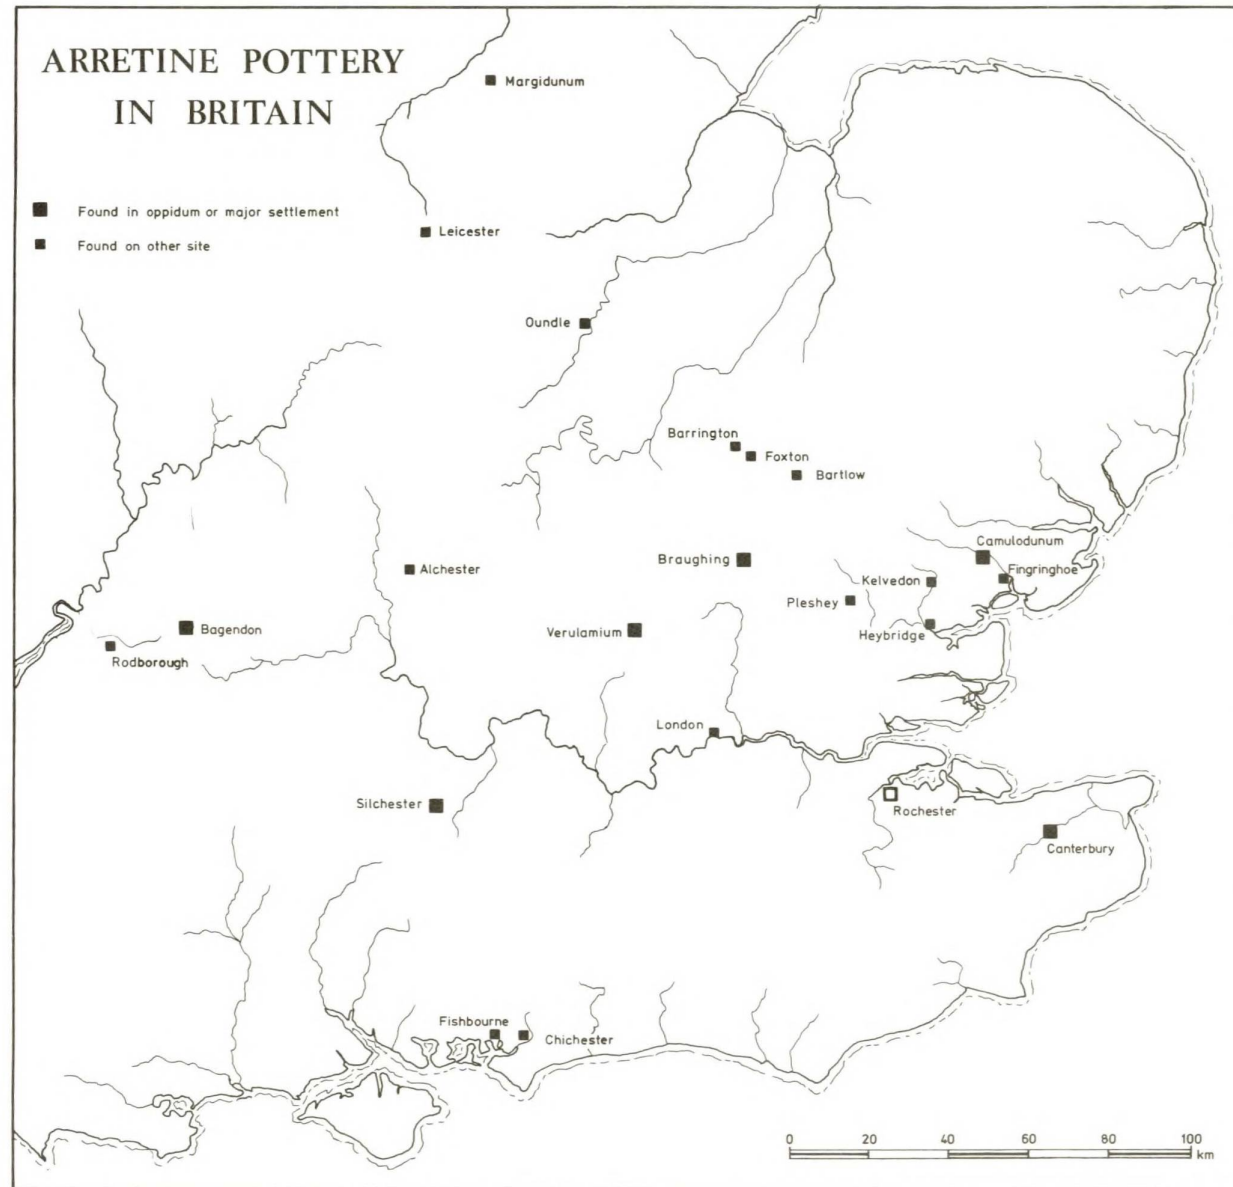 ARRETINE POTTERY
IN BRITAIN
Found in oppidum or major settlement
Found on other site
Margidunum
Leicester
Oundle
Barrington
Foxton
Bartlow
Camulodunum
Fingringhoe
Braughing
Kelvedon
Alchester
Pleshey
Heybridge
Bagendon
Verulamium
Rodborough
London
Silchester
Rochester
Canterbury
Fishbourne
Chichester
0 20 40 60 80 100
km